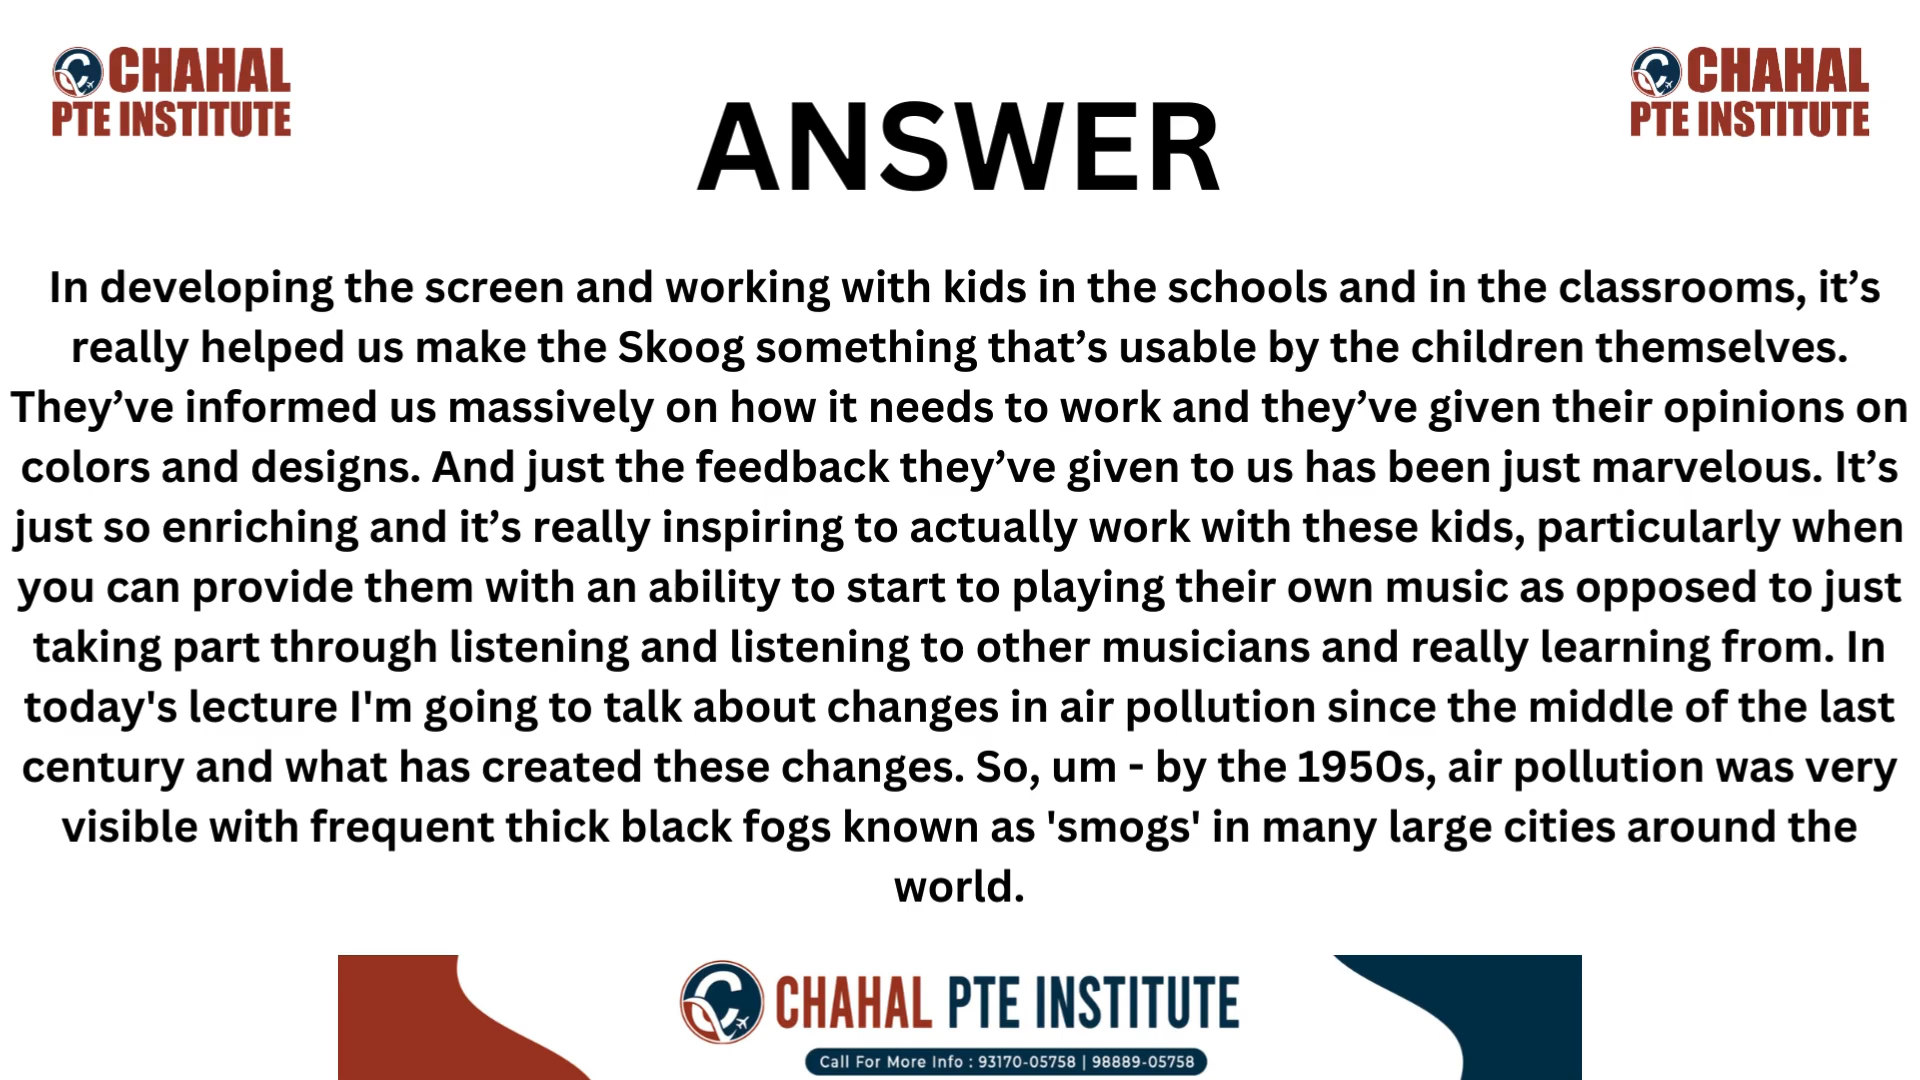 CHAHAL
PTE INSTITUTE
CHAHAL
PTE INSTITUTE
ANSWER
In developing the screen and working with kids in the schools and in the classrooms, it’s
really helped us make the Skoog something that’s usable by the children themselves.
They’ve informed us massively on how it needs to work and they’ve given their opinions on
colors and designs. And just the feedback they’ve given to us has been just marvelous. It’s
just so enriching and it’s really inspiring to actually work with these kids, particularly when
you can provide them with an ability to start to playing their own music as opposed to just
taking part through listening and listening to other musicians and really learning from. In
today's lecture I'm going to talk about changes in air pollution since the middle of the last
century and what has created these changes. So, um - by the 1950s, air pollution was very
visible with frequent thick black fogs known as 'smogs' in many large cities around the
world.
CHAHAL PTE INSTITUTE
Call For More Info : 93170-05758 | 98889-05758